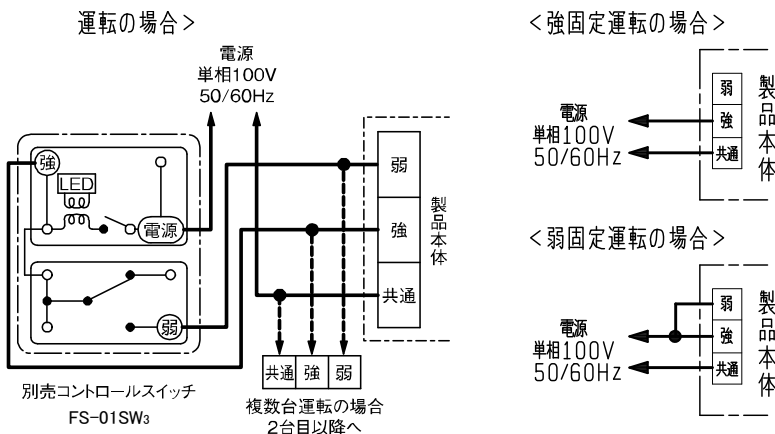 運転の場合>
電源
単相100V
50/60Hz
強
LED
電源
弱
弱
強
共通
製品本体
共通 強 弱
別売コントロールスイッチ
FS-01SW3
複数台運転の場合
2台目以降へ
<強固定運転の場合>
電源
単相100V
50/60Hz
弱
強
共通
製品本体
<弱固定運転の場合>
電源
単相100V
50/60Hz
弱
強
共通
製品本体